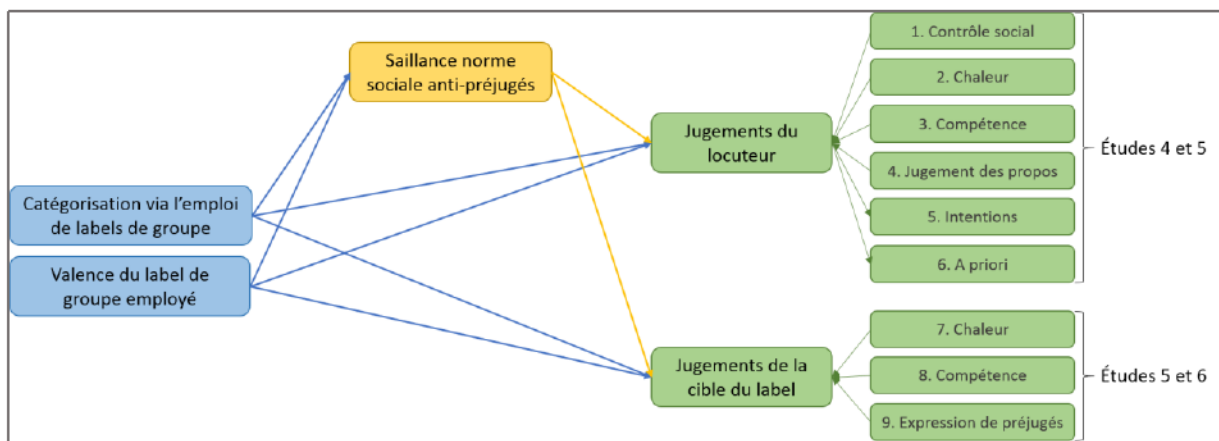 Saillance norme
sociale anti-préjugés
Catégorisation via l'emploi
de labels de groupe
Valence du label de
groupe employé
Jugements du
locuteur
1. Contrôle social
2. Chaleur
3. Compétence
4. Jugement des propos
5. Intentions
6. A priori
Études 4 et 5
Jugements de la
cible du label
7. Chaleur
8. Compétence
9. Expression de préjugés
Études 5 et 6